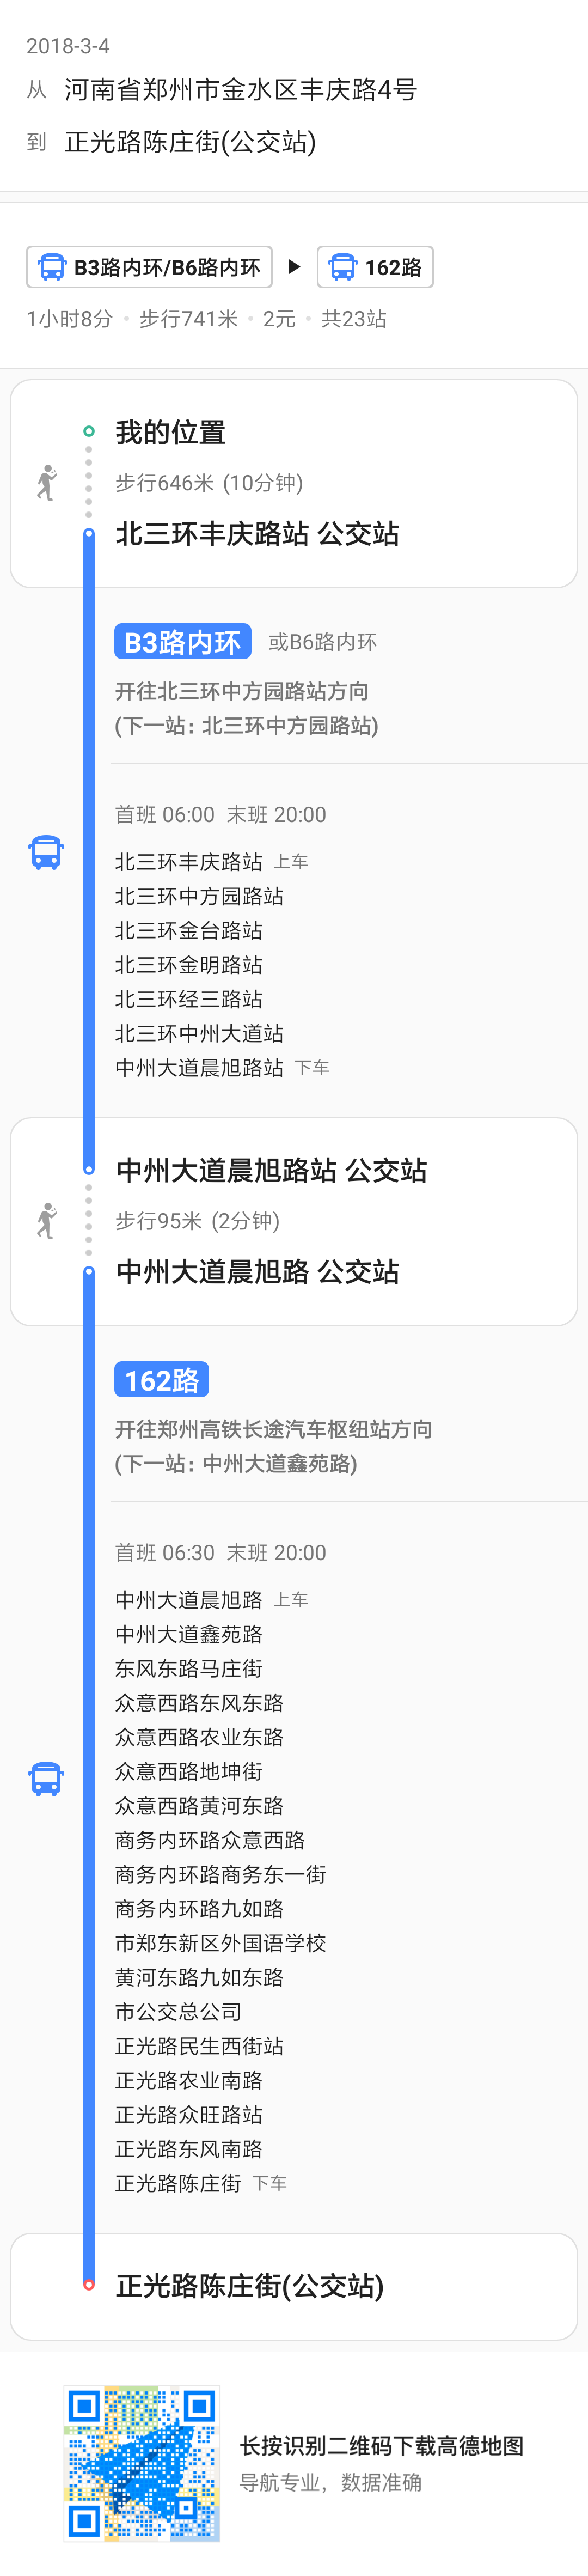 2018-3-4
从 河南省郑州市金水区丰庆路4号
到 正光路陈庄街(公交站)
B3路内环/B6路内环 162路
1小时8分 · 步行741米 · 2元 · 共23站
我的位置
步行646米 (10分钟)
北三环丰庆路站 公交站
B3路内环 或B6路内环
开往北三环中方园路站方向
(下一站: 北三环中方园路站)
首班 06:00 末班 20:00
北三环丰庆路站 上车
北三环中方园路站
北三环金台路站
北三环金明路站
北三环经三路站
北三环中州大道站
中州大道晨旭路站 下车
中州大道晨旭路站 公交站
步行95米 (2分钟)
中州大道晨旭路 公交站
162路
开往郑州高铁长途汽车枢纽站方向
(下一站: 中州大道鑫苑路)
首班 06:30 末班 20:00
中州大道晨旭路 上车
中州大道鑫苑路
东风东路马庄街
众意西路东风东路
众意西路农业东路
众意西路地坤街
众意西路黄河东路
商务内环路众意西路
商务内环路商务东一街
商务内环路九如路
市郑东新区外国语学校
黄河东路九如东路
市公交总公司
正光路民生西街站
正光路农业南路
正光路众旺路站
正光路东风南路
正光路陈庄街 下车
正光路陈庄街(公交站)
长按识别二维码下载高德地图
导航专业，数据准确